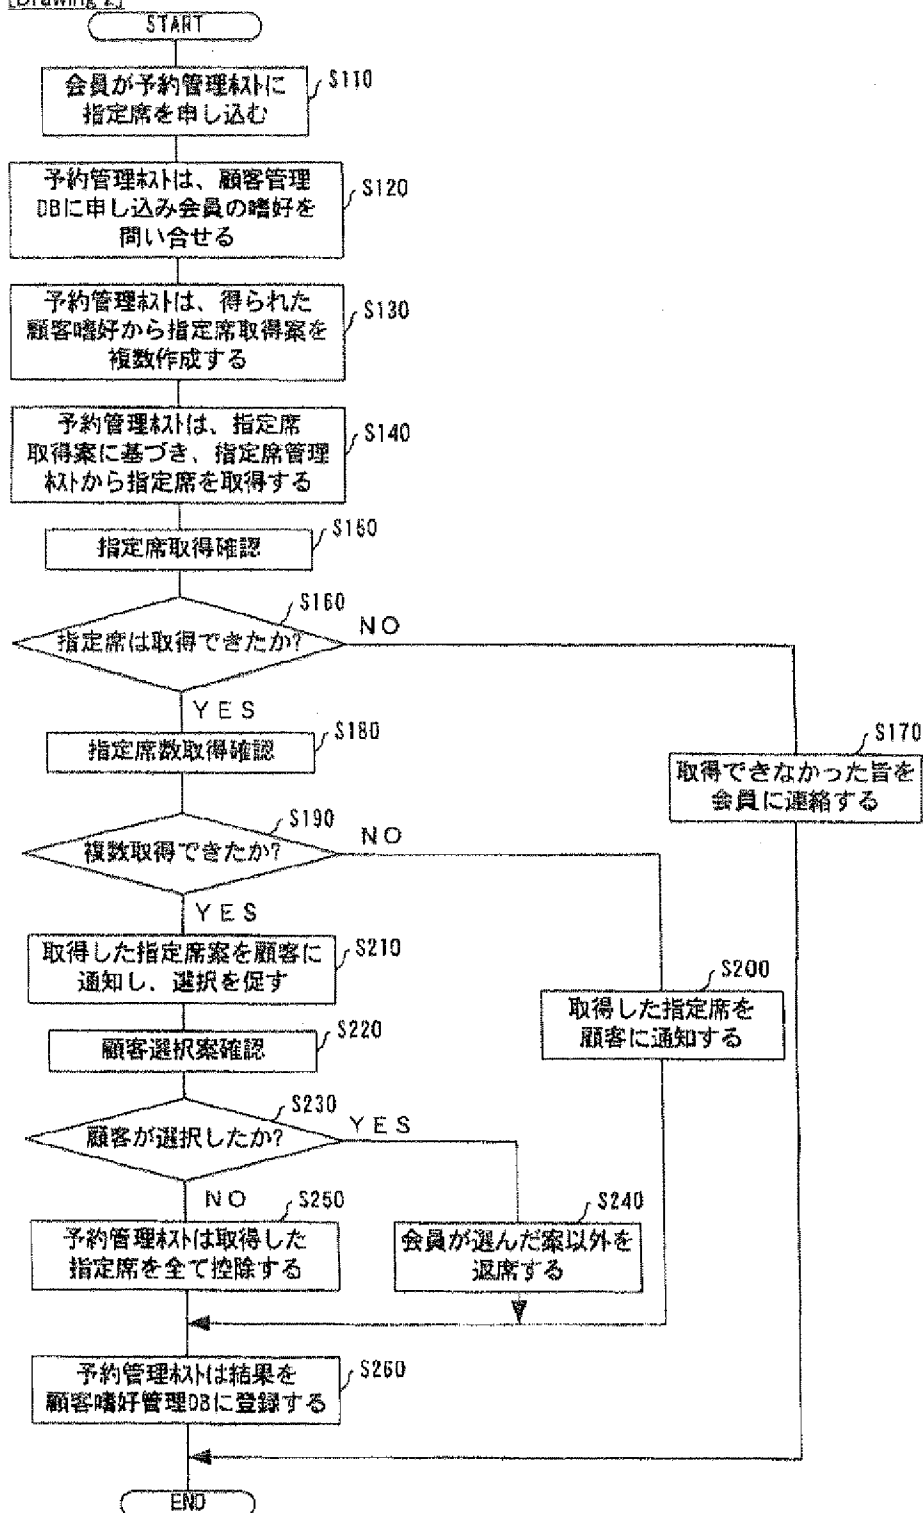 [Drawing 2]
START
会員が予約管理ﾎｽﾄに
指定席を申し込む
S110
予約管理ﾎｽﾄは、顧客管理
DBに申し込み会員の嗜好を
問い合せる
S120
予約管理ﾎｽﾄは、得られた
顧客嗜好から指定席取得案を
複数作成する
S130
予約管理ﾎｽﾄは、指定席
取得案に基づき、指定席管理
ﾎｽﾄから指定席を取得する
S140
指定席取得確認
S150
指定席は取得できたか?
S160
NO
YES
指定席数取得確認
S180
取得できなかった旨を
会員に連絡する
S170
複数取得できたか?
S190
NO
YES
取得した指定席案を顧客に
通知し、選択を促す
S210
取得した指定席を
顧客に通知する
S200
顧客選択案確認
S220
顧客が選択したか?
S230
YES
NO
予約管理ﾎｽﾄは取得した
指定席を全て控除する
S250
会員が選んだ案以外を
返席する
S240
予約管理ﾎｽﾄは結果を
顧客嗜好管理DBに登録する
S260
END